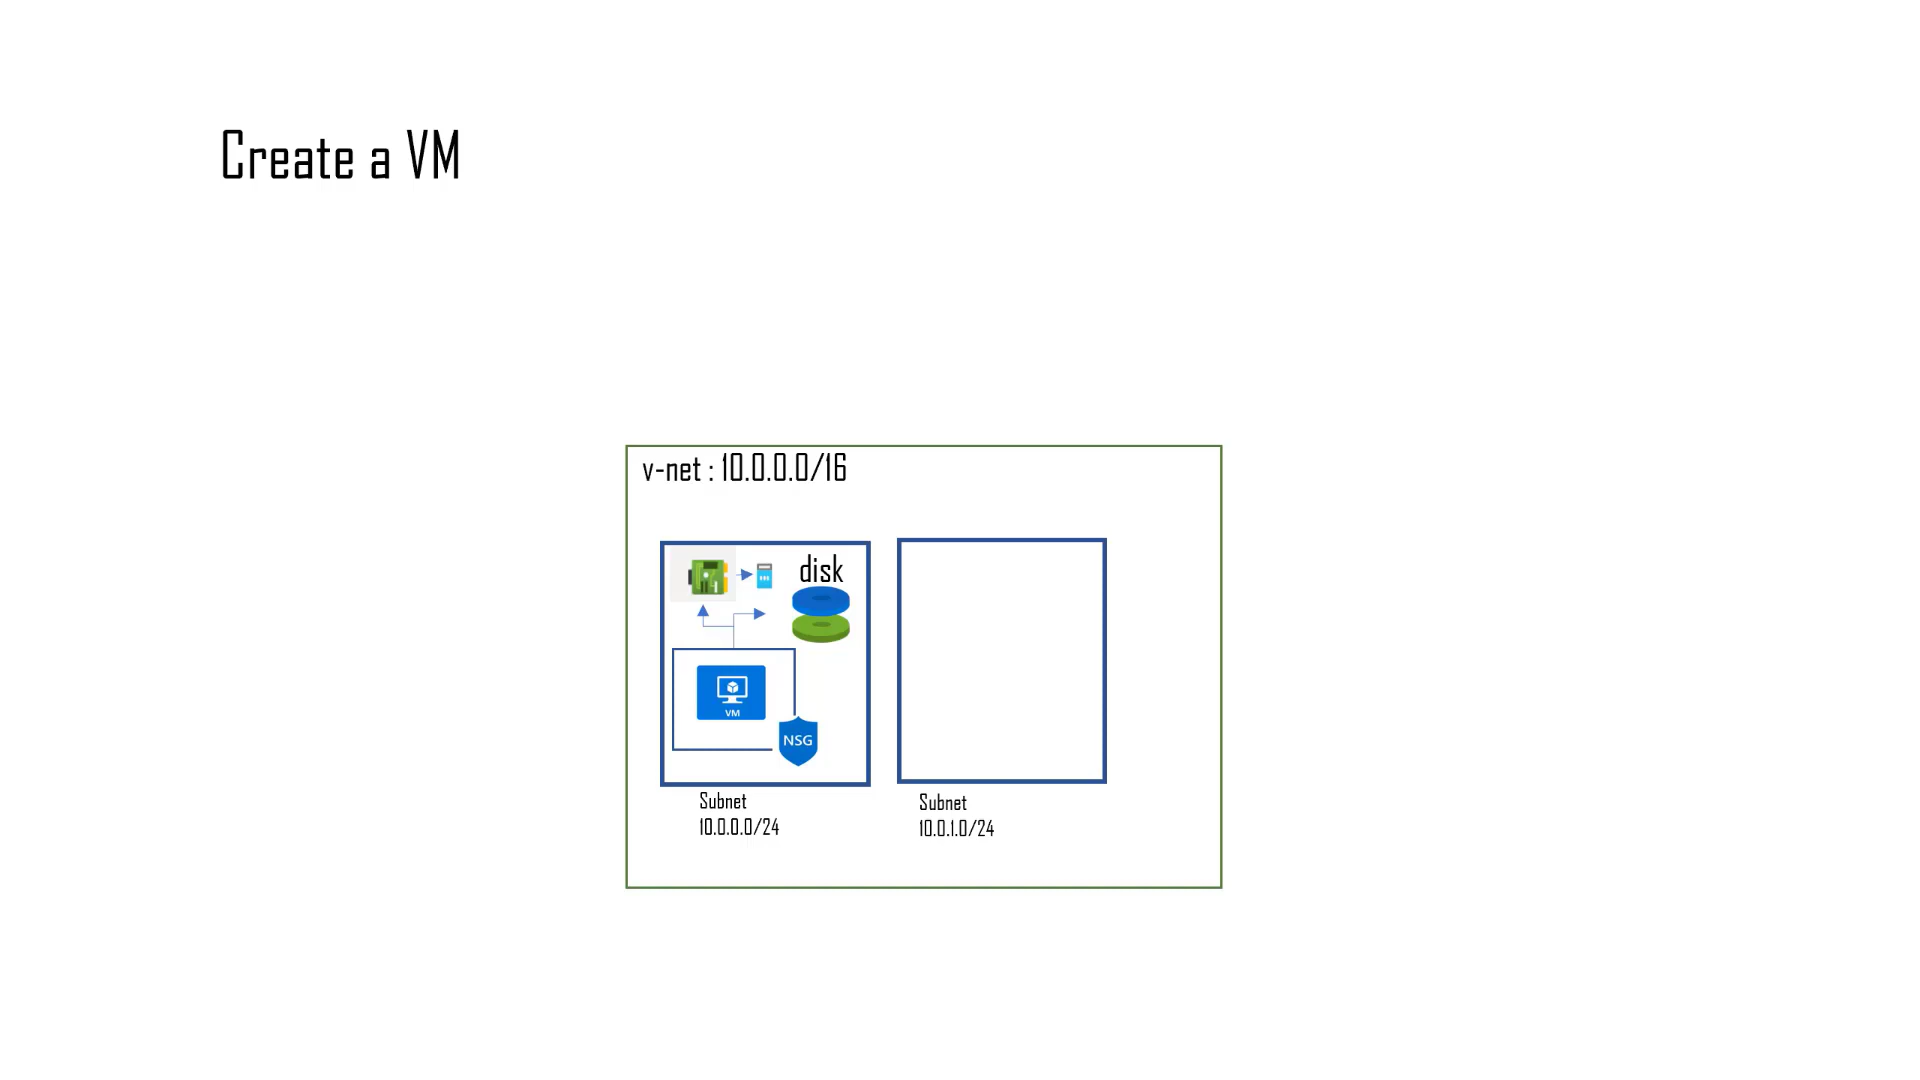 Create a VM
v-net : 10.0.0.0/16
disk
VM
NSG
Subnet
10.0.0.0/24
Subnet
10.0.1.0/24